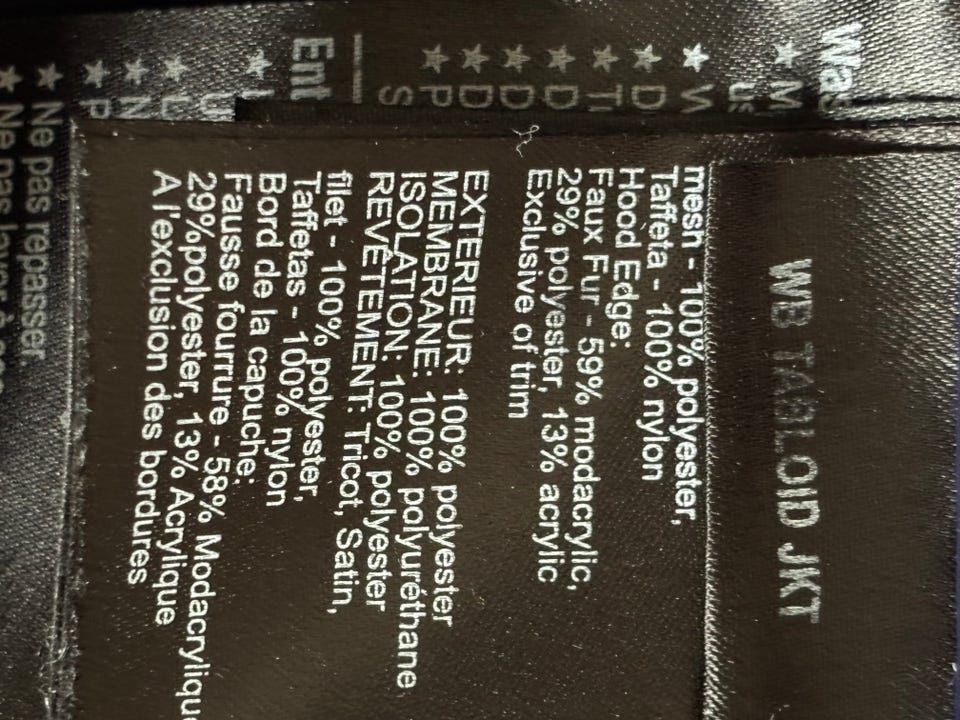 WB TABLOID JKT
mesh - 100% polyester,
Taffeta - 100% nylon
Hood Edge:
Faux Fur - 59% modacrylic,
29% polyester, 13% acrylic
Exclusive of trim
EXTERIEUR: 100% polyester
MEMBRANE: 100% polyuréthane
ISOLATION: 100% polyester
REVÊTEMENT: Tricot, Satin,
filet - 100% polyester,
Taffetas - 100% nylon
Bord de la capuche:
Fausse fourrure - 58% Modacrylique
29%polyester, 13% Acrylique
A l'exclusion des bordures
★ Ne pas repasser
★ Ne pas laver à